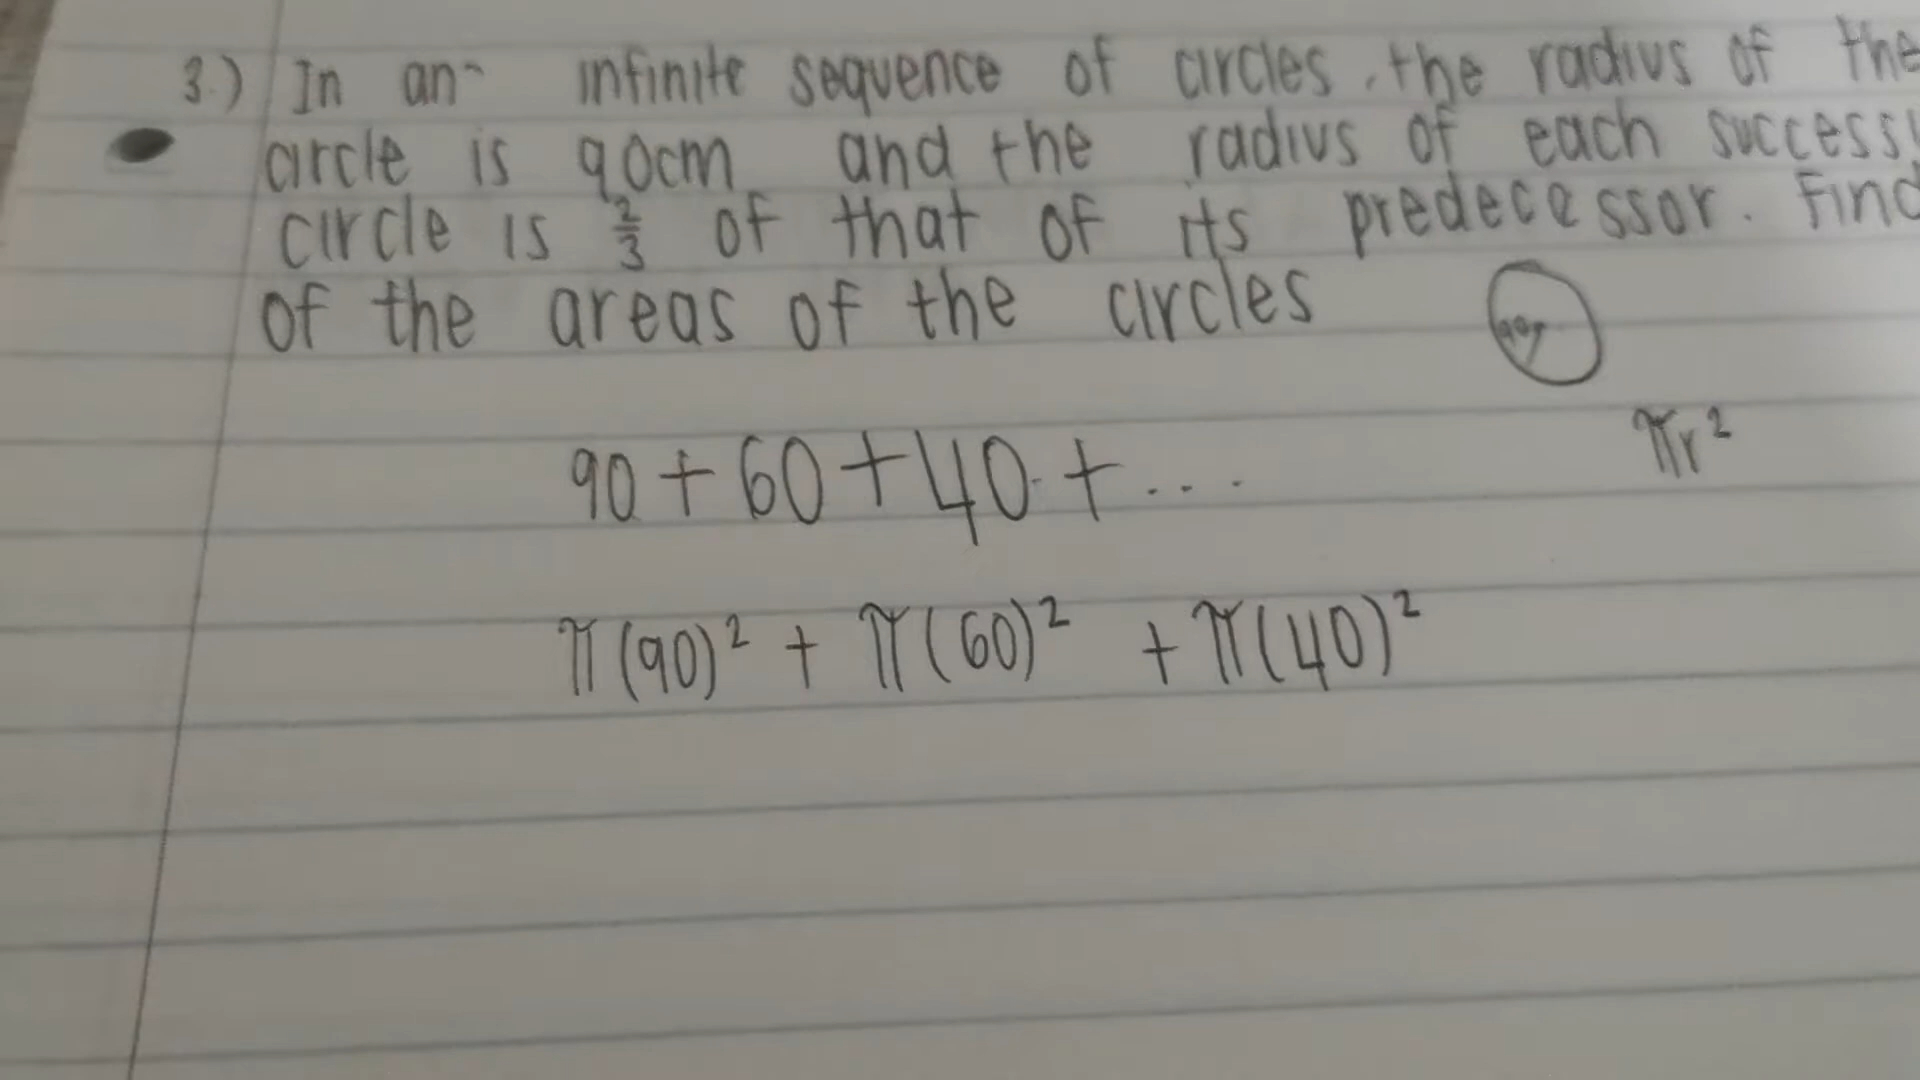 3.) In an- infinite sequence of circles, the radius of the
circle is 90cm and the radius of each
circle is 2/3 of that of its predecessor. Find
of the areas of the circles
90 + 60 + 40 + ...
πr²
π(90)² + π(60)² + π(40)²